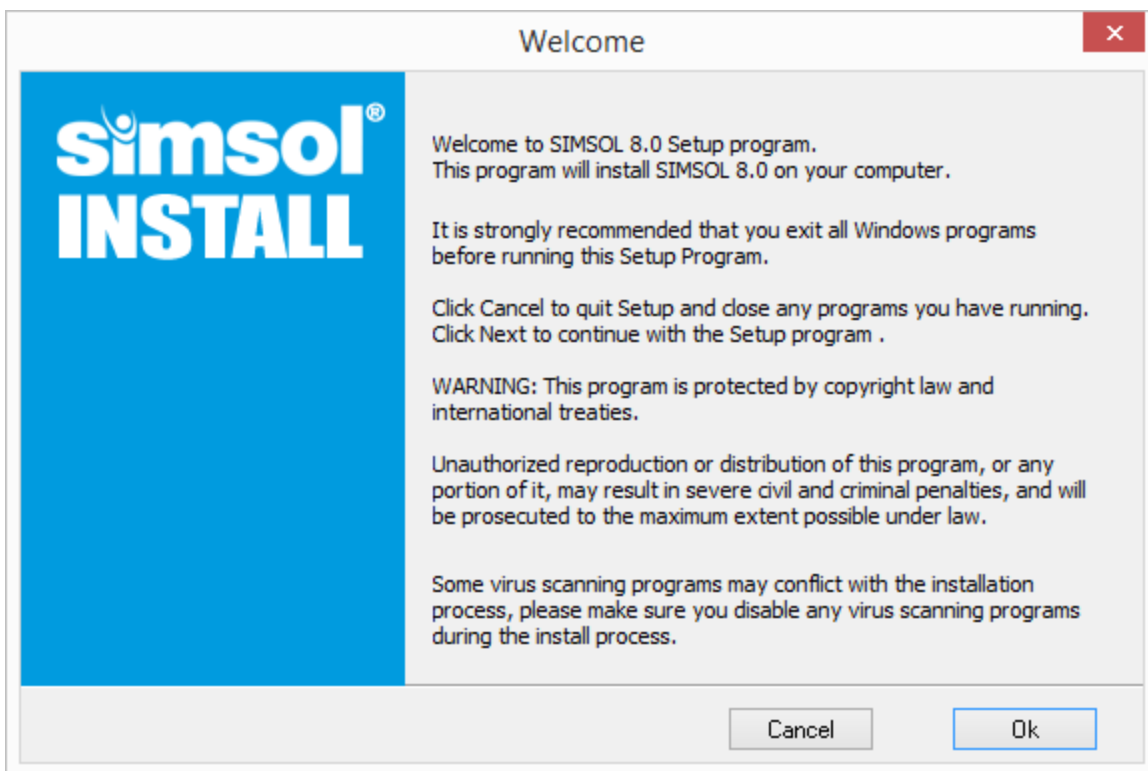 Welcome
simsol®
INSTALL
Welcome to SIMSOL 8.0 Setup program.
This program will install SIMSOL 8.0 on your computer.
It is strongly recommended that you exit all Windows programs
before running this Setup Program.
Click Cancel to quit Setup and close any programs you have running.
Click Next to continue with the Setup program .
WARNING: This program is protected by copyright law and
international treaties.
Unauthorized reproduction or distribution of this program, or any
portion of it, may result in severe civil and criminal penalties, and will
be prosecuted to the maximum extent possible under law.
Some virus scanning programs may conflict with the installation
process, please make sure you disable any virus scanning programs
during the install process.
Cancel
Ok